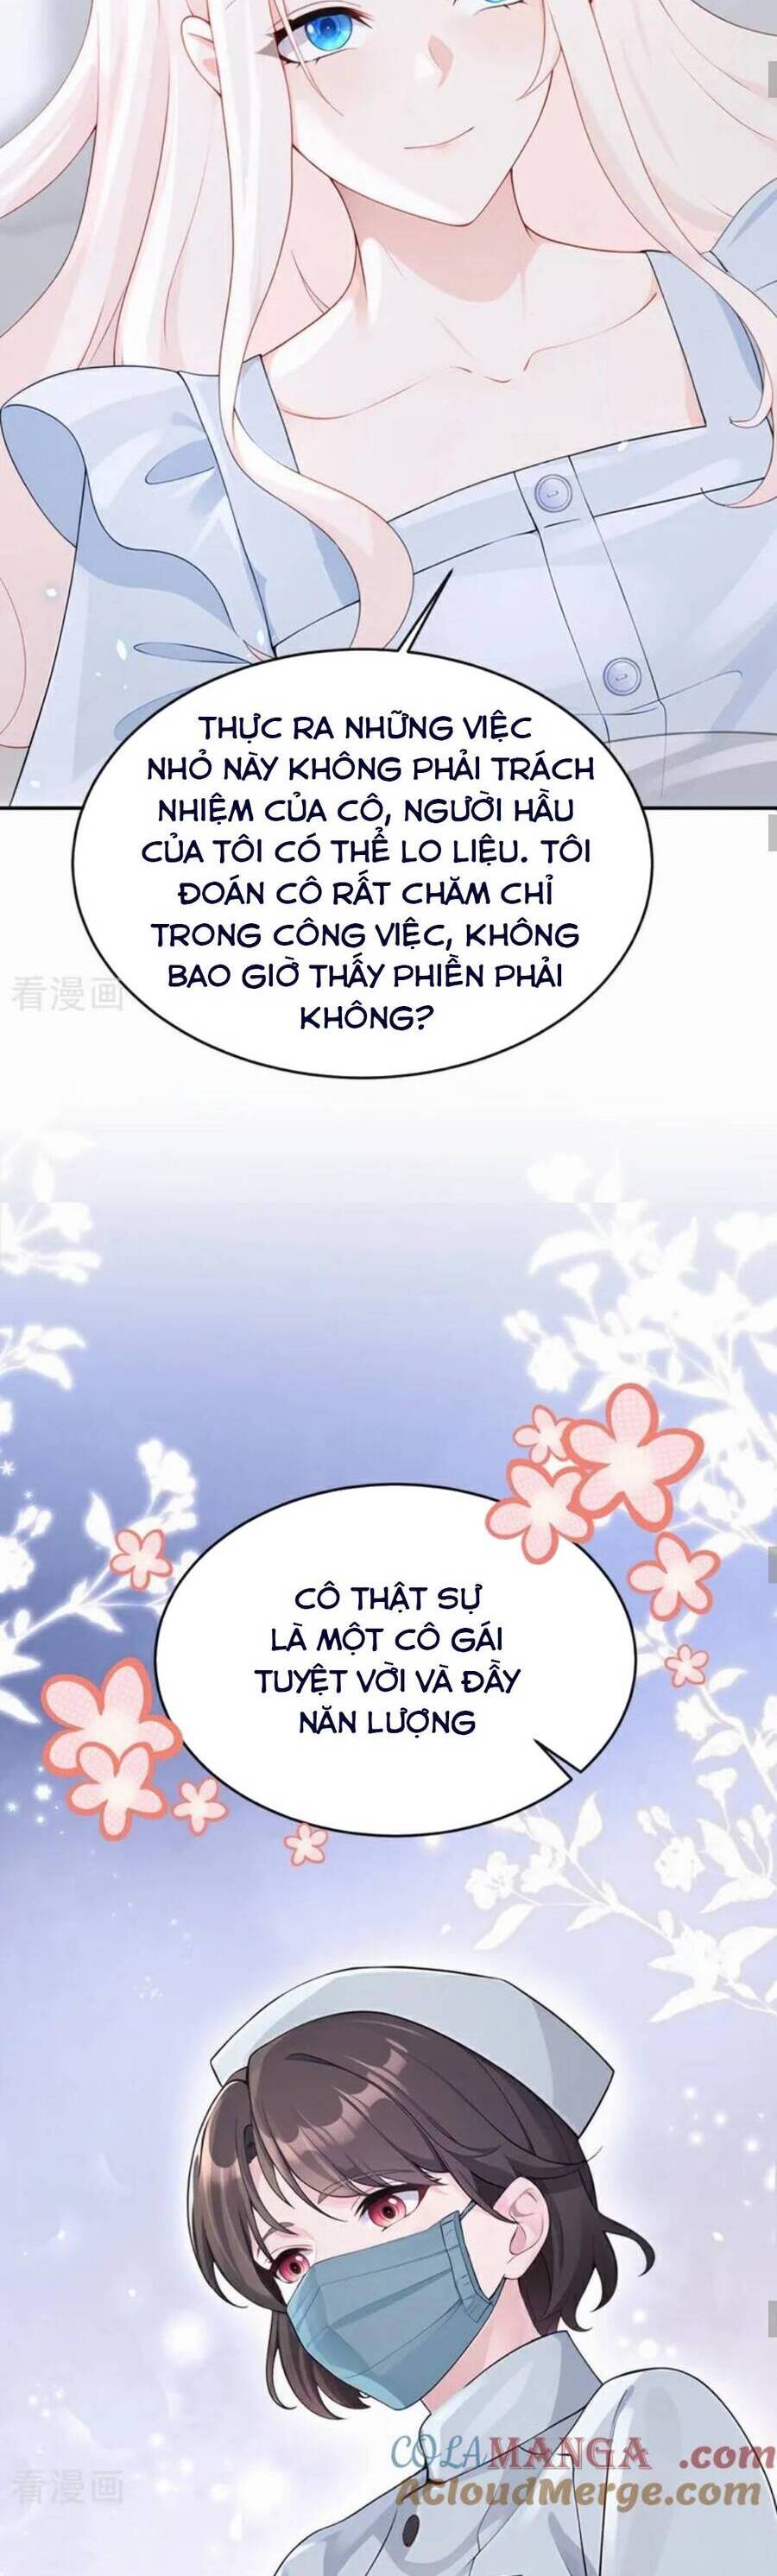 THỰC RA NHỮNG VIỆC
NHỎ NÀY KHÔNG PHẢI TRÁCH
NHIỆM CỦA CÔ, NGƯỜI HẦU
CỦA TÔI CÓ THỂ LO LIỆU. TÔI
ĐOÁN CÔ RẤT CHĂM CHỈ
TRONG CÔNG VIỆC, KHÔNG
BAO GIỜ THẤY PHIỀN PHẢI
KHÔNG?
看漫画
CÔ THẬT SỰ
LÀ MỘT CÔ GÁI
TUYỆT VỜI VÀ ĐẦY
NĂN LƯỢNG
COLAMANGA.com
AcloudMerge.com
看漫画